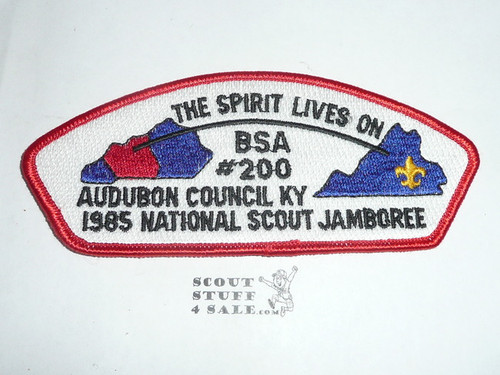 THE SPIRIT LIVES ON
BSA
#200
AUDUBON COUNCIL KY
1985 NATIONAL SCOUT JAMBOREE
SCOUT
STUFF
4 SALE.COM